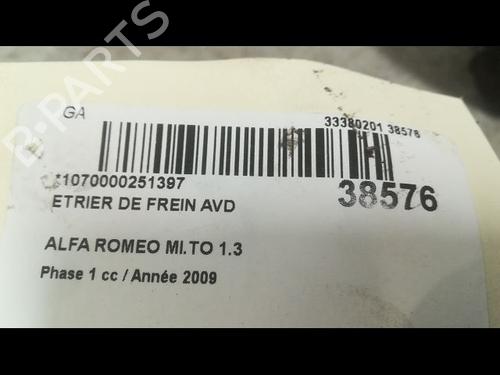 GA
33380201 38576
*1070000251397
38576
ETRIER DE FREIN AVD
ALFA ROMEO MI.TO 1.3
Phase 1 cc / Année 2009
B-PARTS